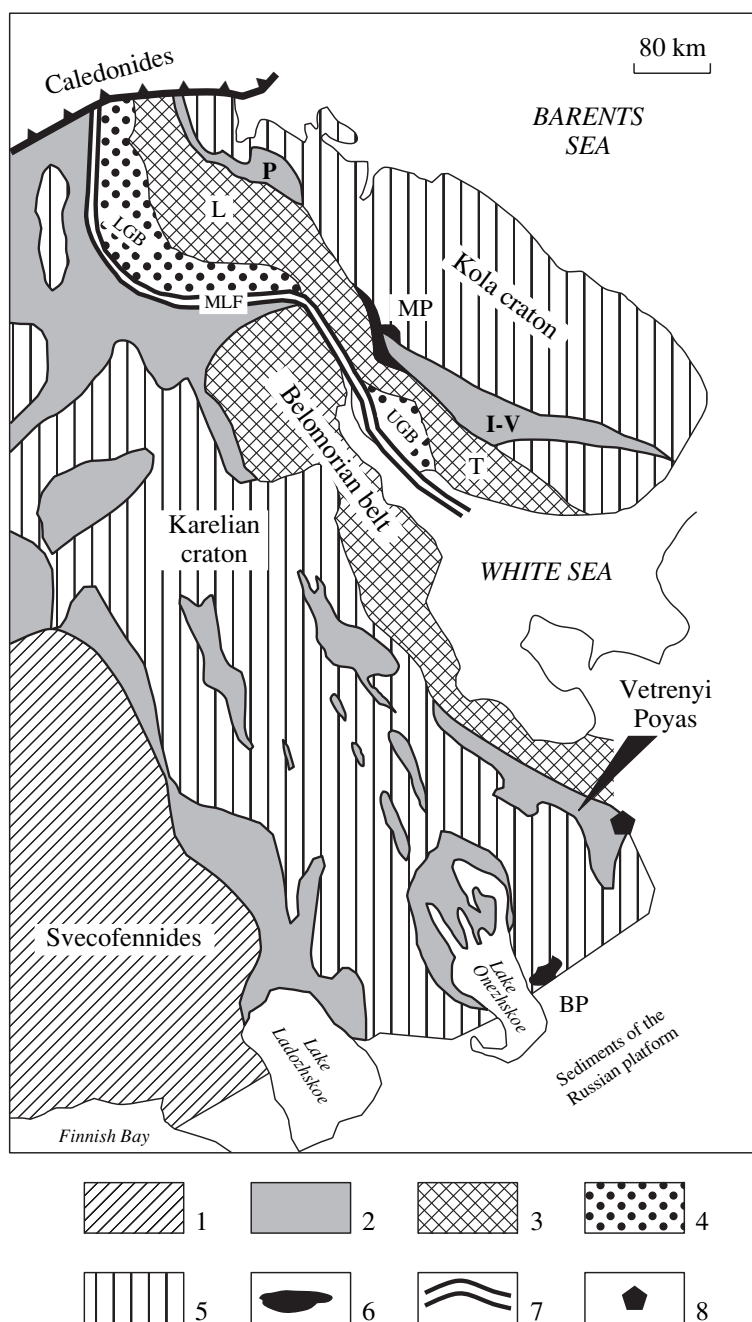 80 km
Caledonides
BARENTS
SEA
P
L
LGB
Kola craton
MLF
MP
I-V
UGB
T
Belomorian belt
Karelian
craton
WHITE SEA
Vetrenyi
Poyas
Svecofennides
Lake
Onezhskoe
BP
Lake
Ladozhskoe
Sediments of the
Russian platform
Finnish Bay
1
2
3
4
5
6
7
8